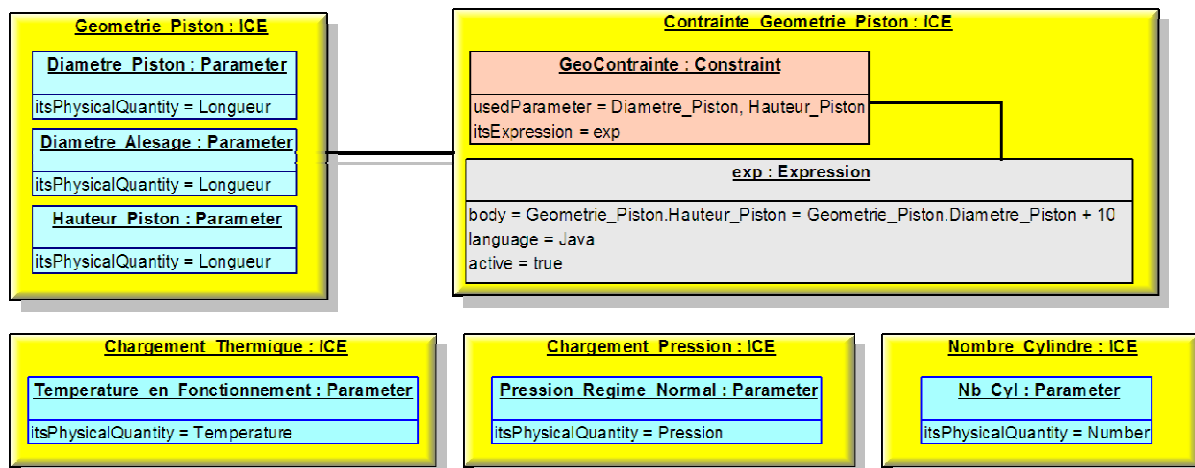 Geometrie_Piston : ICE
Diametre_Piston : Parameter
itsPhysicalQuantity = Longueur
Diametre_Alesage : Parameter
itsPhysicalQuantity = Longueur
Hauteur_Piston : Parameter
itsPhysicalQuantity = Longueur
Contrainte_Geometrie_Piston : ICE
GeoContrainte : Constraint
usedParameter = Diametre_Piston, Hauteur_Piston
itsExpression = exp
exp : Expression
body = Geometrie_Piston.Hauteur_Piston = Geometrie_Piston.Diametre_Piston + 10
language = Java
active = true
Chargement_Thermique : ICE
Temperature_en_Fonctionnement : Parameter
itsPhysicalQuantity = Temperature
Chargement_Pression : ICE
Pression_Regime_Normal : Parameter
itsPhysicalQuantity = Pression
Nombre_Cylindre : ICE
Nb_Cyl : Parameter
itsPhysicalQuantity = Number